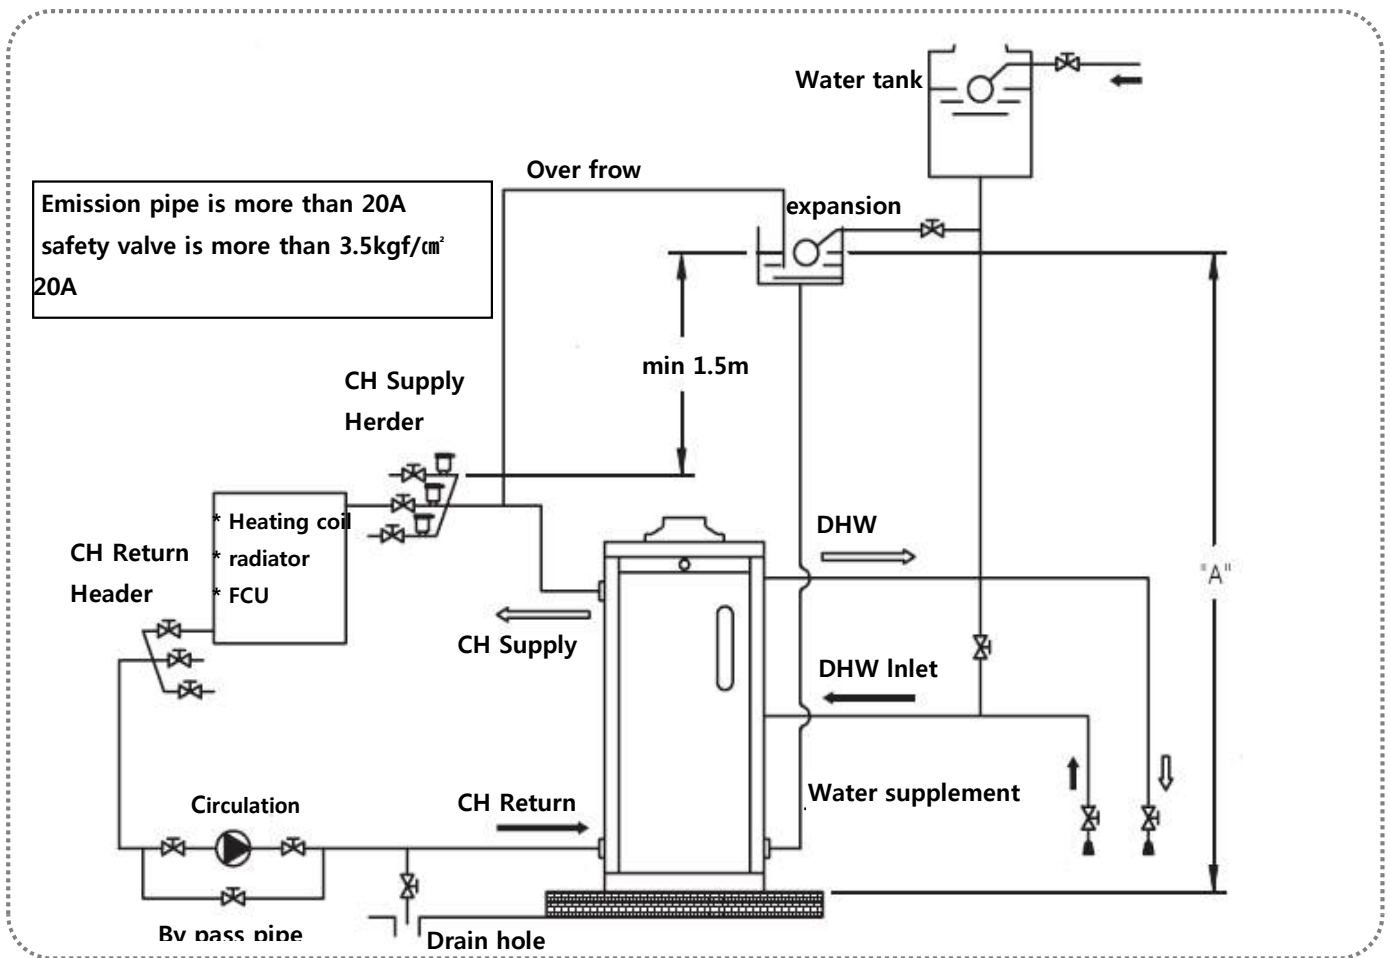 Water tank
Over frow
Emission pipe is more than 20A
safety valve is more than 3.5kgf/㎠
20A
expansion
min 1.5m
CH Supply
Herder
* Heating coil
* radiator
* FCU
CH Return
Header
DHW
"A"
CH Supply
DHW Inlet
Circulation
CH Return
Water supplement
By pass pipe
Drain hole